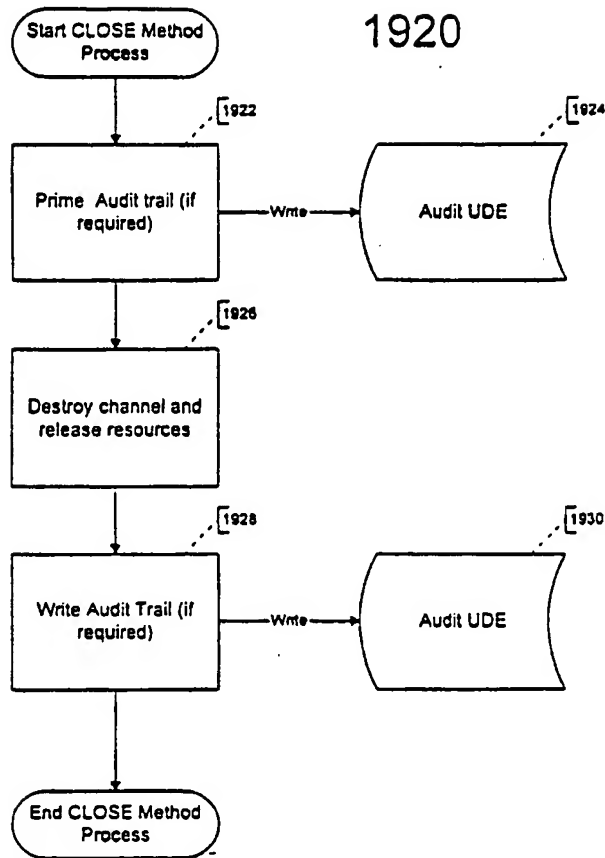 Start CLOSE Method
Process
1920
1922
Prime Audit trail (if
required)
Write
1924
Audit UDE
1926
Destroy channel and
release resources
1928
Write Audit Trail (if
required)
Write
1930
Audit UDE
End CLOSE Method
Process